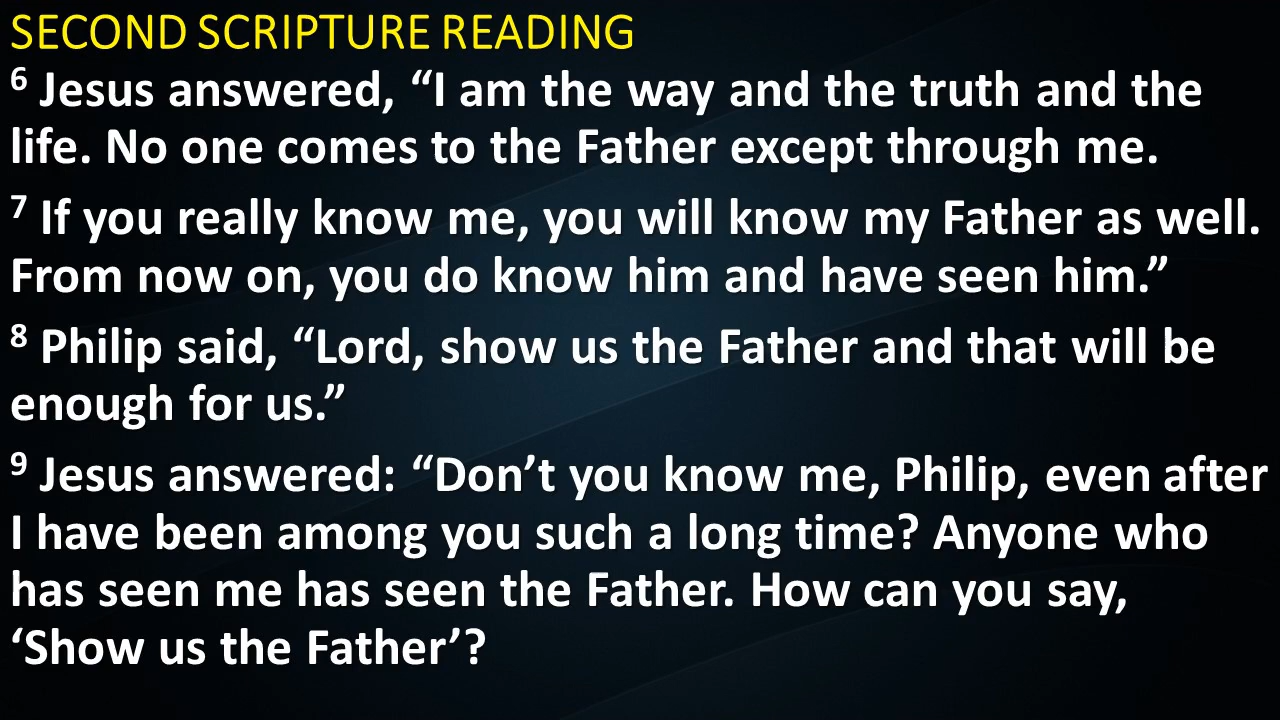 SECOND SCRIPTURE READING
6 Jesus answered, “I am the way and the truth and the
life. No one comes to the Father except through me.
7 If you really know me, you will know my Father as well.
From now on, you do know him and have seen him.”
8 Philip said, “Lord, show us the Father and that will be
enough for us.”
9 Jesus answered: “Don’t you know me, Philip, even after
I have been among you such a long time? Anyone who
has seen me has seen the Father. How can you say,
‘Show us the Father’?